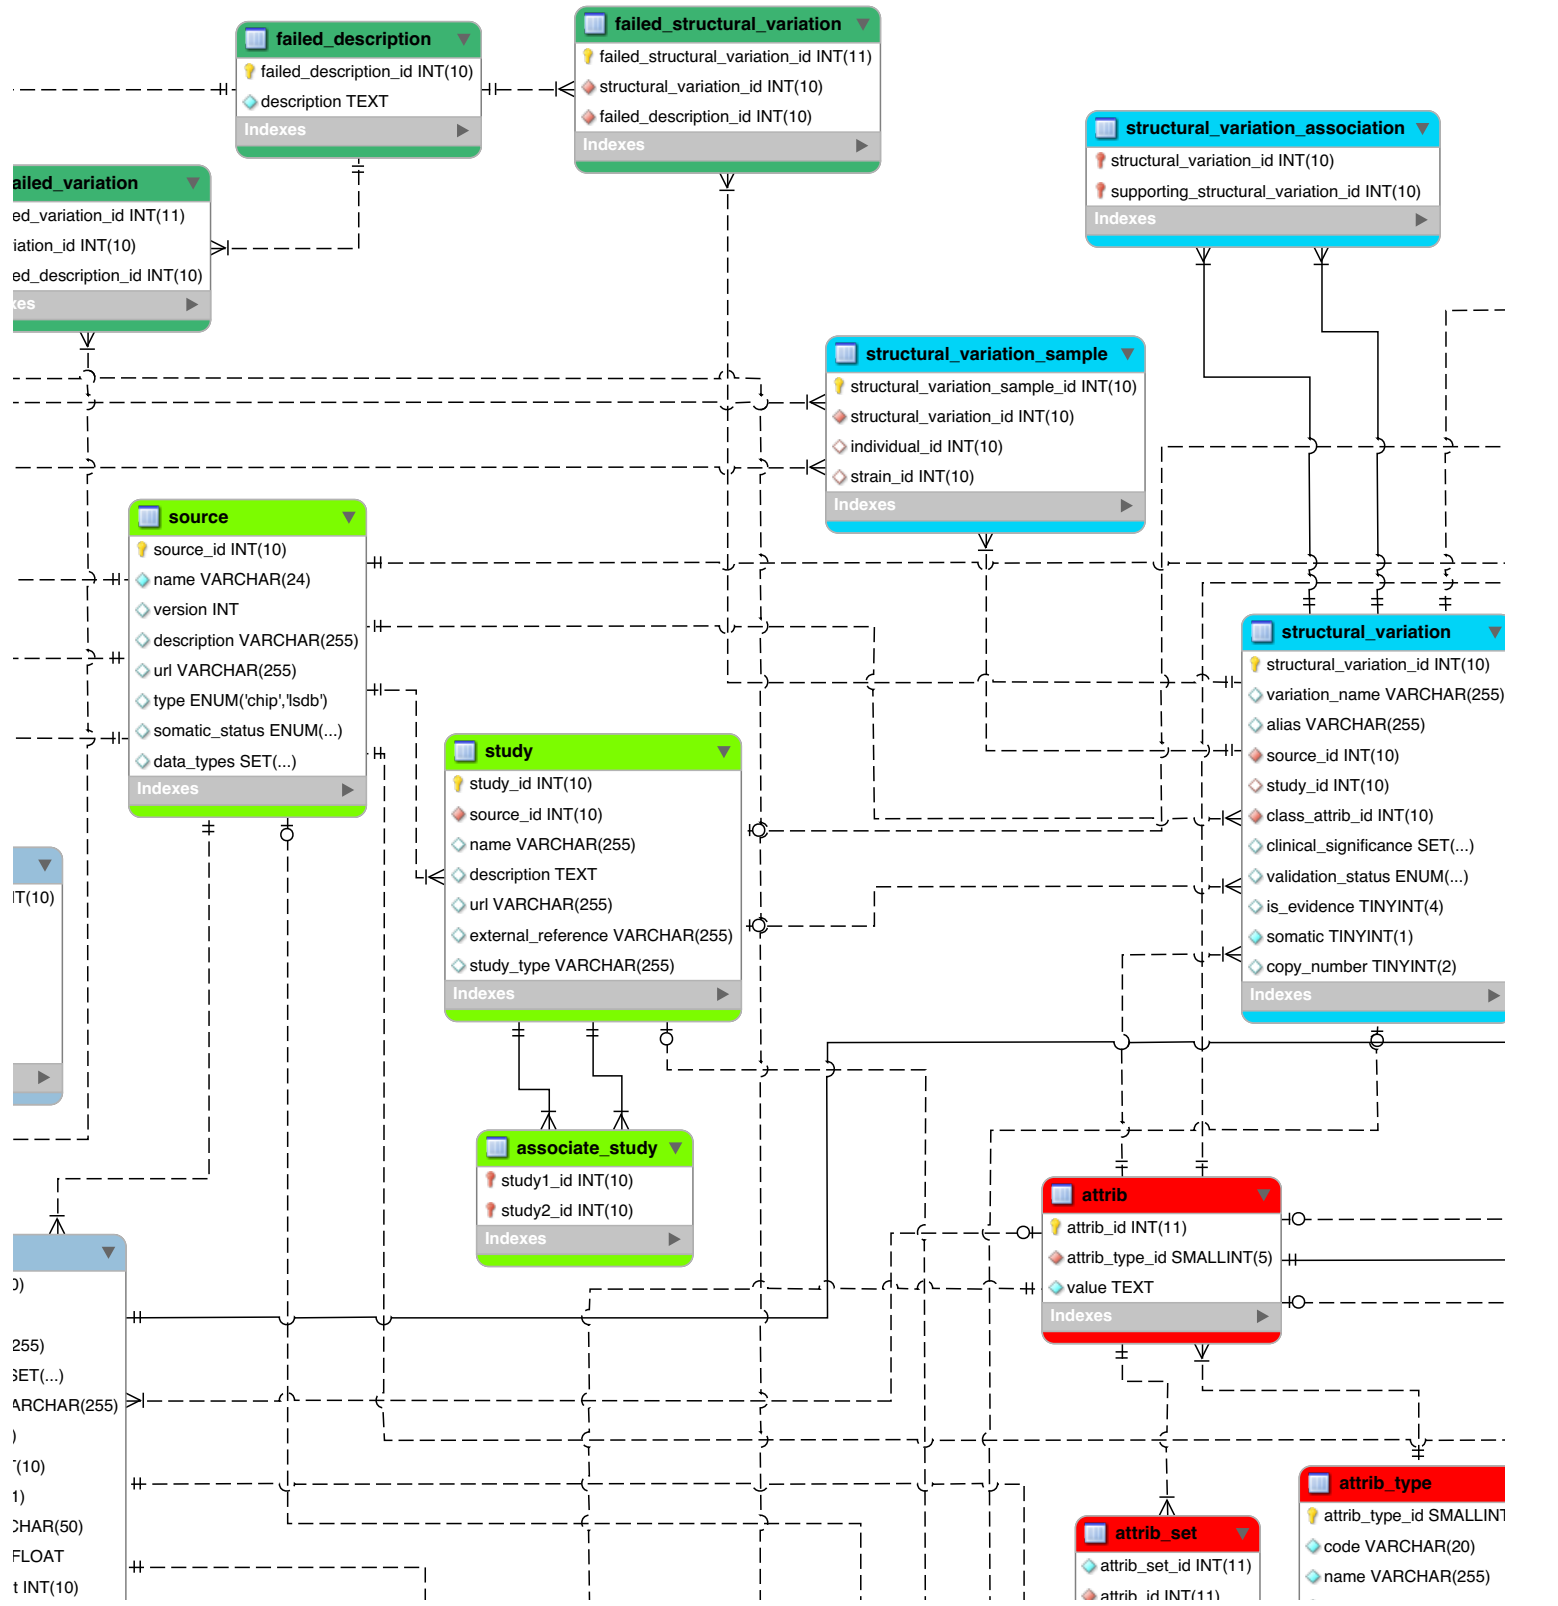 failed_description
failed_description_id INT(10)
description TEXT
Indexes
failed_structural_variation
failed_structural_variation_id INT(11)
structural_variation_id INT(10)
failed_description_id INT(10)
Indexes
structural_variation_association
structural_variation_id INT(10)
supporting_structural_variation_id INT(10)
Indexes
ailed_variation
ed_variation_id INT(11)
iation_id INT(10)
ed_description_id INT(10)
xes
structural_variation_sample
structural_variation_sample_id INT(10)
structural_variation_id INT(10)
individual_id INT(10)
strain_id INT(10)
Indexes
source
source_id INT(10)
name VARCHAR(24)
version INT
description VARCHAR(255)
url VARCHAR(255)
type ENUM('chip','lsdb')
somatic_status ENUM(...)
data_types SET(...)
Indexes
structural_variation
structural_variation_id INT(10)
variation_name VARCHAR(255)
alias VARCHAR(255)
source_id INT(10)
study_id INT(10)
class_attrib_id INT(10)
clinical_significance SET(...)
validation_status ENUM(...)
is_evidence TINYINT(4)
somatic TINYINT(1)
copy_number TINYINT(2)
Indexes
study
study_id INT(10)
source_id INT(10)
name VARCHAR(255)
description TEXT
url VARCHAR(255)
external_reference VARCHAR(255)
study_type VARCHAR(255)
Indexes
IT(10)
associate_study
study1_id INT(10)
study2_id INT(10)
Indexes
attrib
attrib_id INT(11)
attrib_type_id SMALLINT(5)
value TEXT
Indexes
0)
255)
SET(...)
ARCHAR(255)
)
T(10)
1)
CHAR(50)
FLOAT
t INT(10)
attrib_type
attrib_type_id SMALLINT
code VARCHAR(20)
name VARCHAR(255)
attrib_set
attrib_set_id INT(11)
attrib_id INT(11)